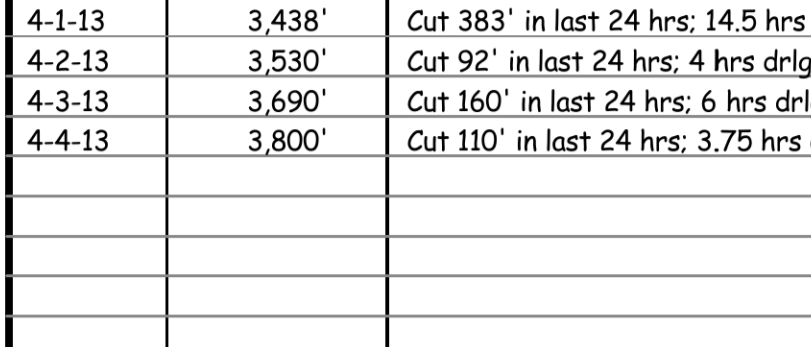 4-1-13 3,438' Cut 383' in last 24 hrs; 14.5 hrs
4-2-13 3,530' Cut 92' in last 24 hrs; 4 hrs drlg
4-3-13 3,690' Cut 160' in last 24 hrs; 6 hrs
4-4-13 3,800' Cut 110' in last 24 hrs; 3.75 hrs